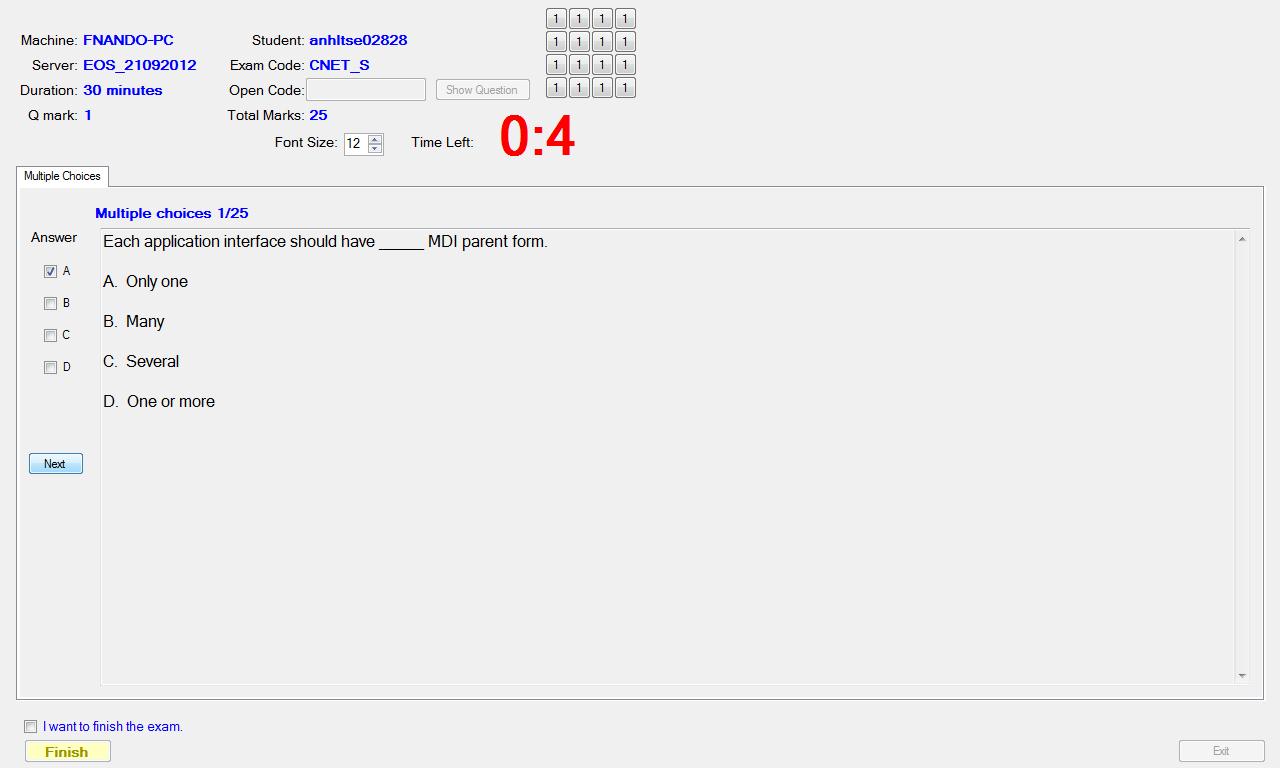 Machine: FNANDO-PC
Student: anhltse02828
1 1 1 1
Server: EOS_21092012
Exam Code: CNET_S
1 1 1 1
Duration: 30 minutes
Open Code:
Show Question
1 1 1 1
Q mark: 1
Total Marks: 25
1 1 1 1
Font Size: 12
Time Left: 0:4
Multiple Choices
Multiple choices 1/25
Answer
A
B
C
D
Next
Each application interface should have _____ MDI parent form.
A. Only one
B. Many
C. Several
D. One or more
I want to finish the exam.
Finish
Exit